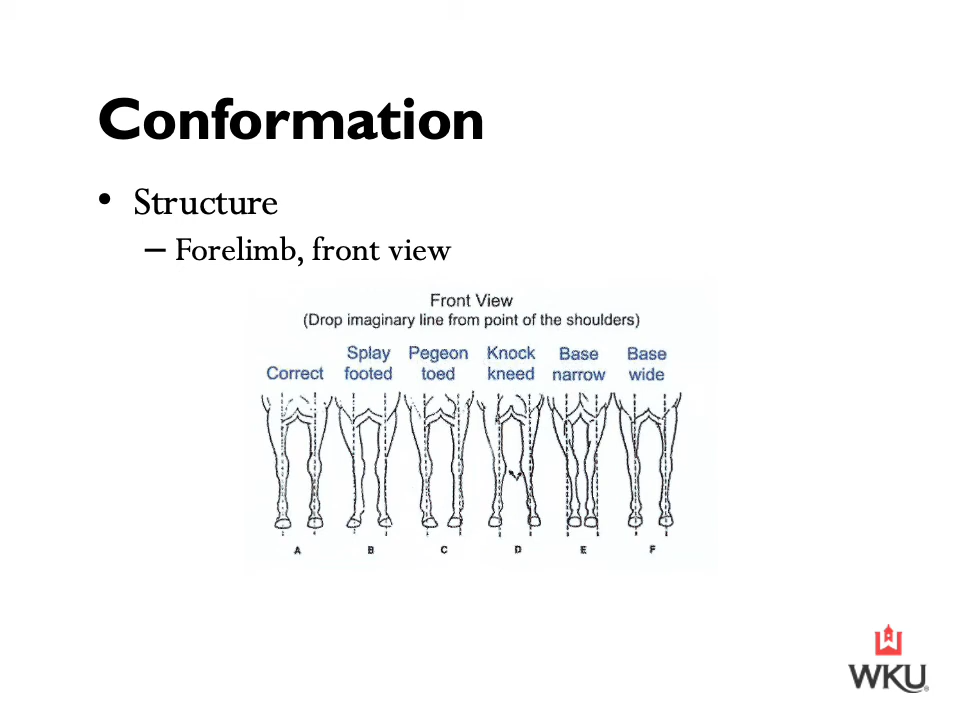 Conformation
• Structure
– Forelimb, front view
Front View
(Drop imaginary line from point of the shoulders)
Correct Splay footed Pegeon toed Knock kneed Base narrow Base wide
A B C D E F
WKU®